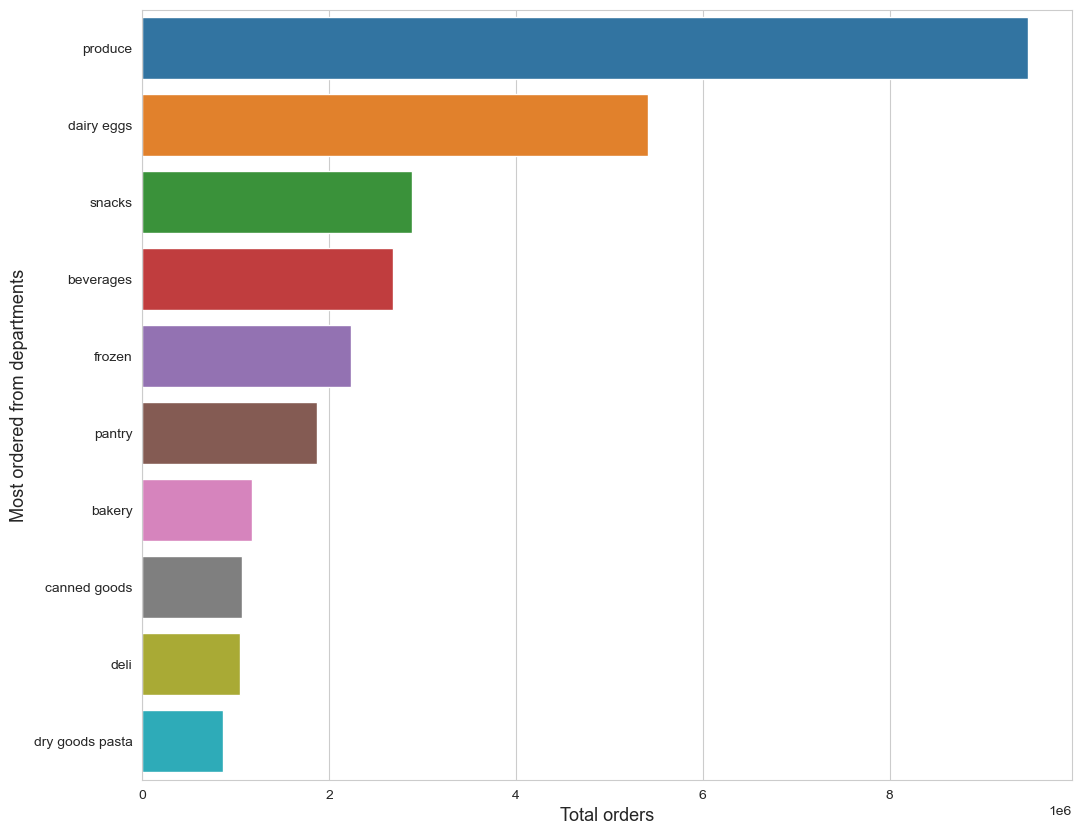 produce
dairy eggs
snacks
beverages
frozen
pantry
bakery
canned goods
deli
dry goods pasta
Most ordered from departments
0 2 4 6 8
1e6
Total orders